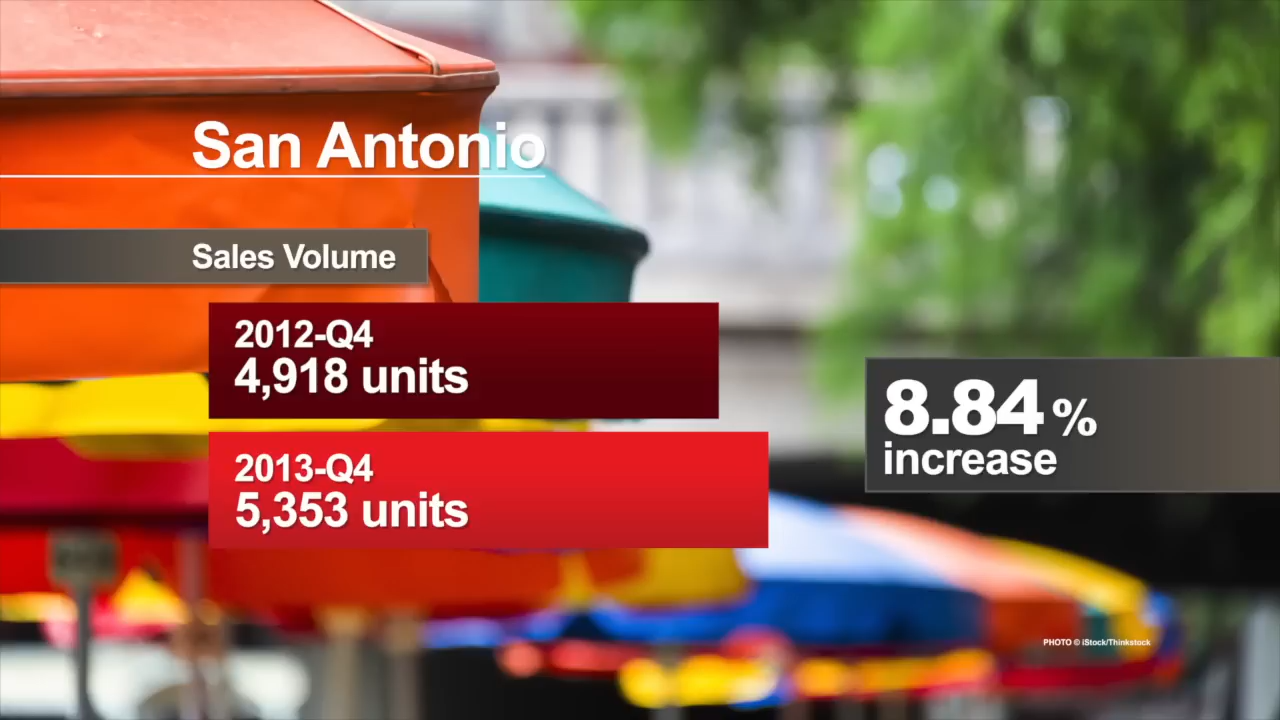 San Antonio
Sales Volume
2012-Q4
4,918 units
2013-Q4
5,353 units
8.84 %
increase
PHOTO © iStock/Thinkstock